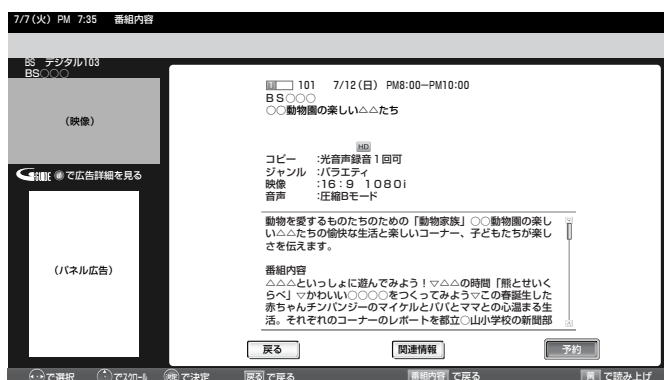 7/7(火) PM 7:35 番組内容
BS デジタル103
BS○○○
(映像)
GGUIDE で広告詳細を見る
(パネル広告)
101 7/12(日) PM8:00−PM10:00
BS○○○
○○動物園の楽しい△△たち
HD
コピー :光音声録音1回可
ジャンル :バラエティ
映像 :16:9 1080i
音声 :圧縮Bモード
動物を愛するものたちのための「動物家族」○○動物園の楽し
い△△たちの愉快な生活と楽しいコーナー、子どもたちが楽し
さを伝えます。
番組内容
△△△といっしょに遊んでみよう!▽△△の時間「熊とせいく
らべ」▽かわいい○○○○をつくってみよう▽この春誕生した
赤ちゃんチンパンジーのマイケルとパパとママとの心温まる生
活。それぞれのコーナーのレポートを都立○山小学校の新聞部
戻る 関連情報 予約
で選択 でスクロール 決定 で決定 戻る で戻る 番組内容 で戻る 黄 で読み上げ